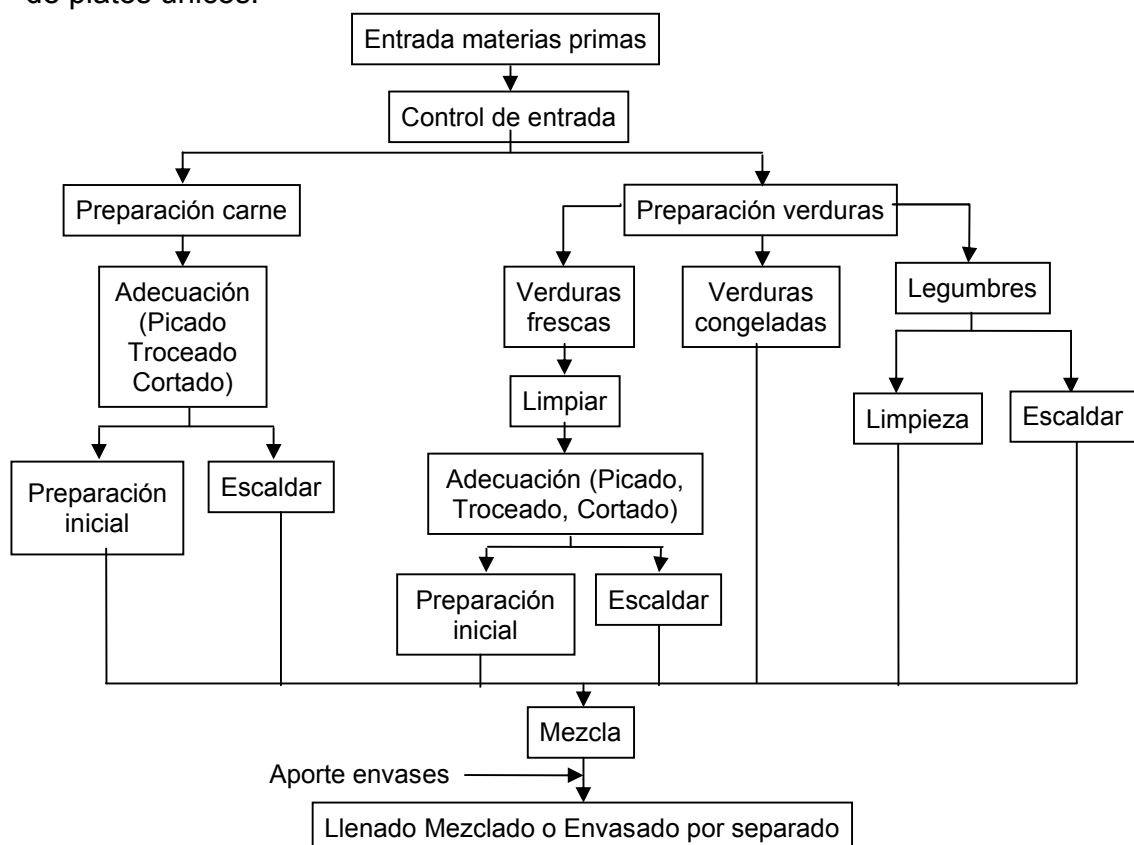 de platos únicos.
Entrada materias primas
Control de entrada
Preparación carne
Preparación verduras
Adecuación
(Picado
Troceado
Cortado)
Verduras
frescas
Verduras
congeladas
Legumbres
Limpiar
Limpieza
Escaldar
Preparación
inicial
Escaldar
Adecuación (Picado,
Troceado, Cortado)
Preparación
inicial
Escaldar
Mezcla
Aporte envases
Llenado Mezclado o Envasado por separado